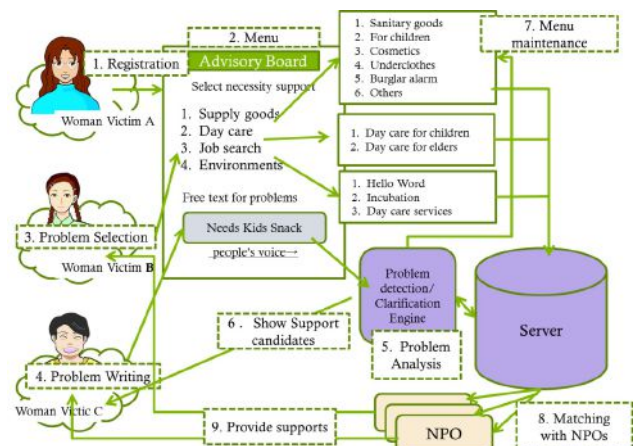 2. Menu
1. Registration
Advisory Board
Woman Victim A
Select necessity support
1. Supply goods
2. Day care
3. Job search
4. Environments
Free text for problems
Needs Kids Snack
people's voice→
1. Sanitary goods
2. For children
3. Cosmetics
4. Underclothes
5. Burglar alarm
6. Others
7. Menu
maintenance
1. Day care for children
2. Day care for elders
1. Hello Word
2. Incubation
3. Day care services
3. Problem Selection
Woman Victim B
Problem
detection/
Clarification
Engine
Server
6. Show Support
candidates
5. Problem
Analysis
4. Problem Writing
Woman Victic C
9. Provide supports
NPO
8. Matching
with NPOs